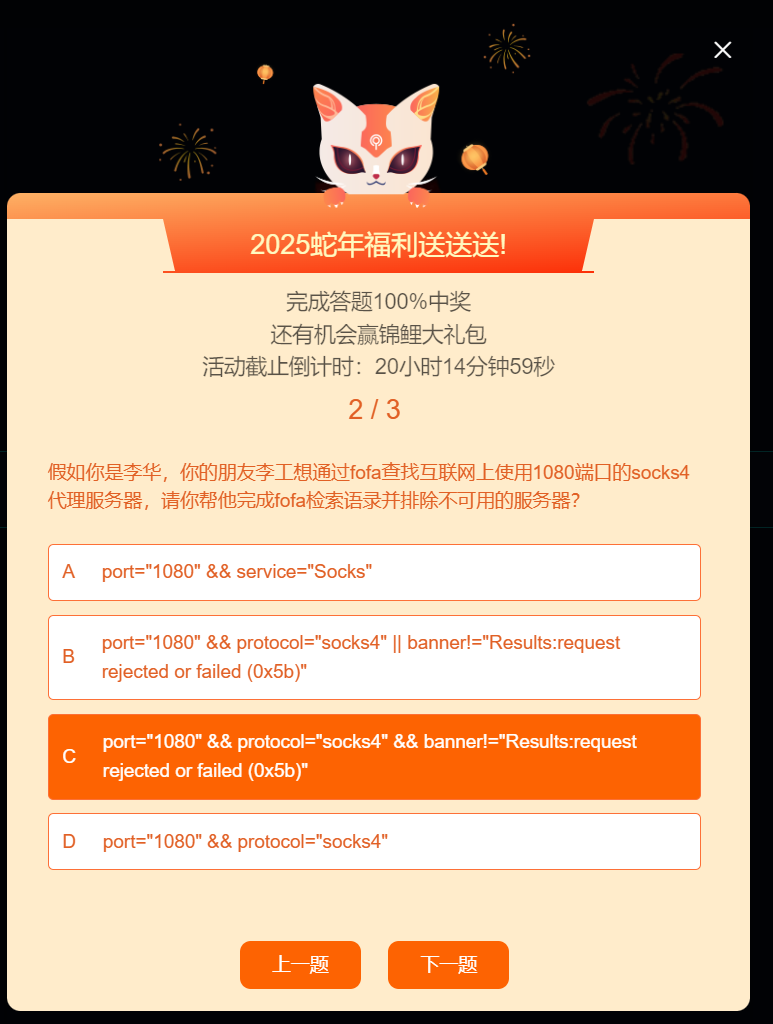 2025蛇年福利送送送!
完成答题100%中奖
还有机会赢锦鲤大礼包
活动截止倒计时：20小时14分钟59秒
2 / 3
假如你是李华，你的朋友李工想通过fofa查找互联网上使用1080端口的socks4
代理服务器，请你帮他完成fofa检索语录并排除不可用的服务器?
A port="1080" && service="Socks"
B port="1080" && protocol="socks4" || banner!="Results:request
rejected or failed (0x5b)"
C port="1080" && protocol="socks4" && banner!="Results:request
rejected or failed (0x5b)"
D port="1080" && protocol="socks4"
上一题 下一题